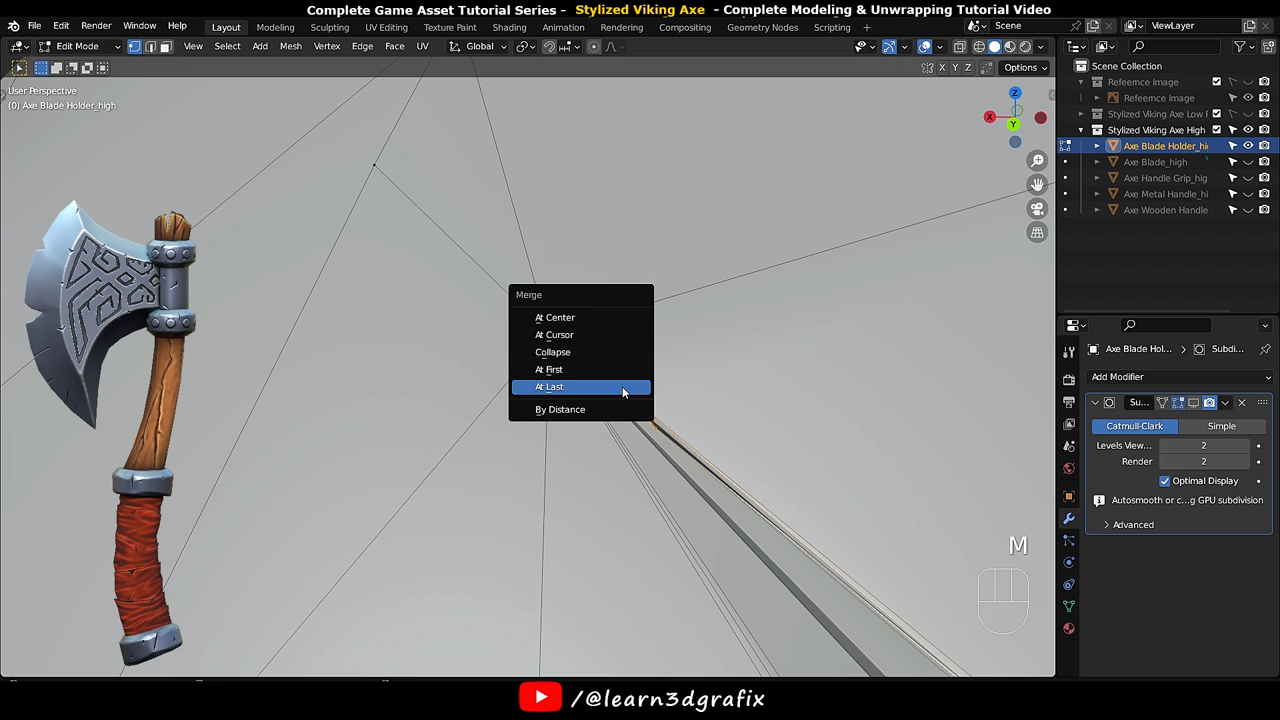 Complete Game Asset Tutorial Series - Stylized Viking Axe - Complete Modeling & Unwrapping Tutorial Video
File Edit Render Window Help Layout Modeling Sculpting UV Editing Texture Paint Shading Animation Rendering Compositing Geometry Nodes Scripting Scene ViewLayer
Edit Mode View Select Add Mesh Vertex Edge Face UV Global
X Y Z Options
User Perspective
(0) Axe Blade Holder_high
Z
X
Y
Scene Collection
Refeernce Image
Refeernce Image
Stylized Viking Axe Low
Stylized Viking Axe High
Axe Blade Holder_hi
Axe Blade_high
Axe Handle Grip_hig
Axe Metal Handle_hi
Axe Wooden Handle
Merge
At Center
At Cursor
Collapse
At First
At Last
By Distance
Axe Blade Hol... > Subdi...
Add Modifier
Su...
Catmull-Clark Simple
Levels View... 2
Render 2
Optimal Display
Autosmooth or c...g GPU subdivision
Advanced
M
/@learn3dgrafix